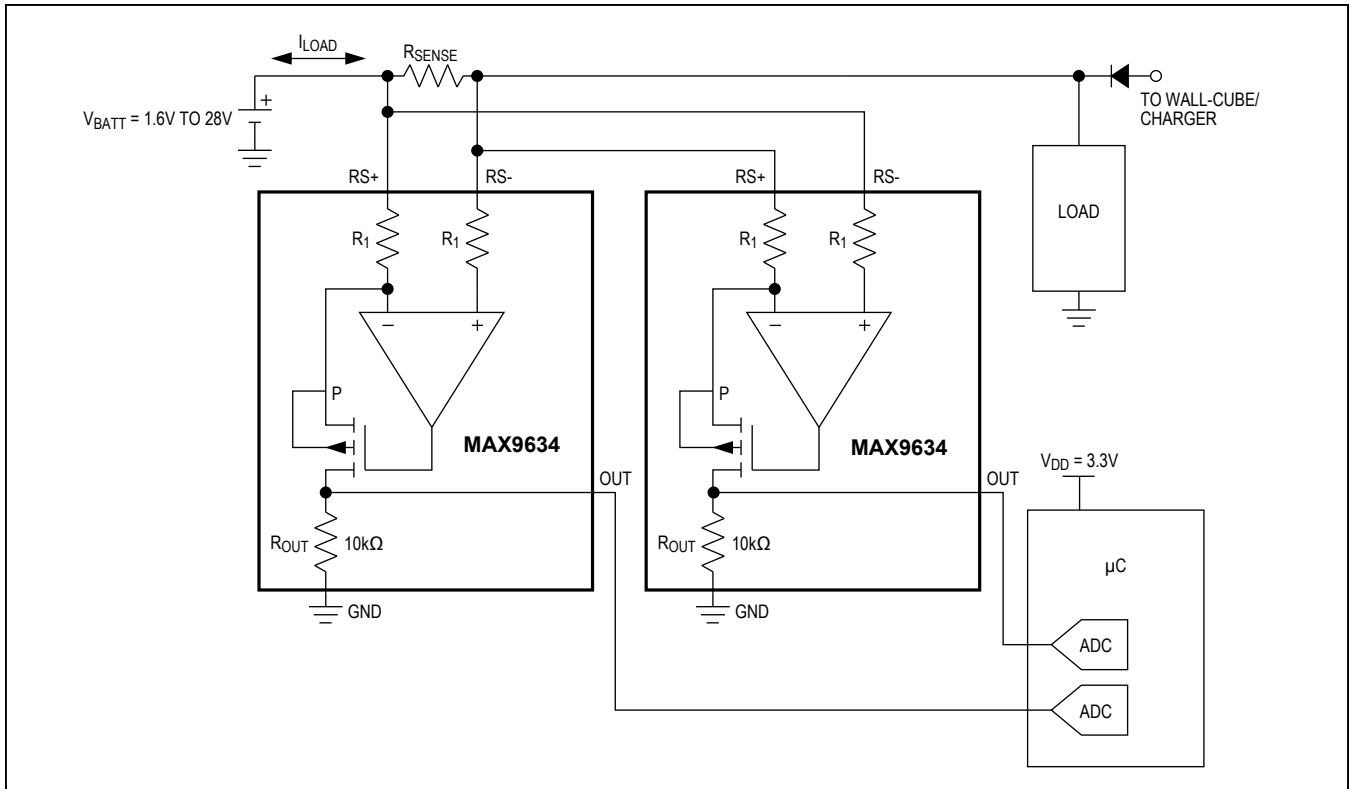 ILOAD
RSENSE
VBATT = 1.6V TO 28V
+
TO WALL-CUBE/
CHARGER
RS+ RS- RS+ RS-
LOAD
R1 R1 R1 R1
− + − +
P P
MAX9634 MAX9634
VDD = 3.3V
OUT OUT
ROUT 10kΩ ROUT 10kΩ
µC
GND GND
ADC
ADC